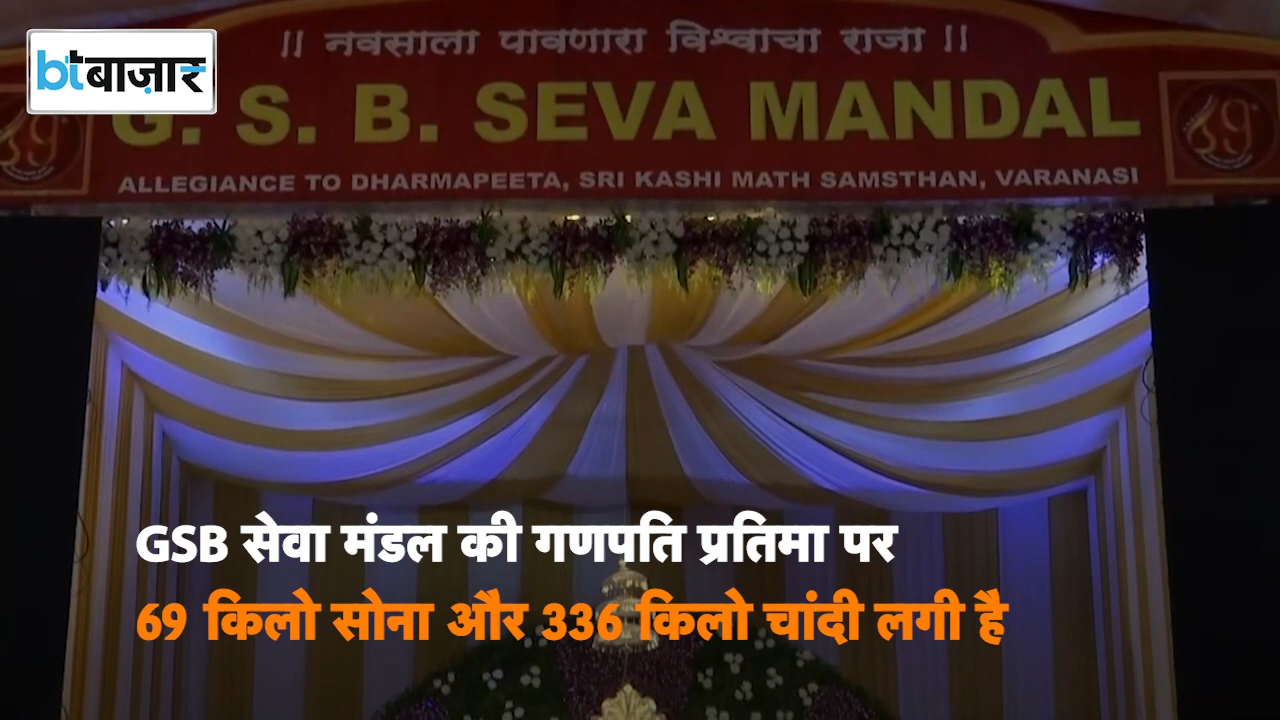 btबाज़ार
॥ नवसाला पावणारा विश्वाचा राजा ॥
G. S. B. SEVA MANDAL
ALLEGIANCE TO DHARMAPEETA, SRI KASHI MATH SAMSTHAN, VARANASI
GSB सेवा मंडल की गणपति प्रतिमा पर
69 किलो सोना और 336 किलो चांदी लगी है